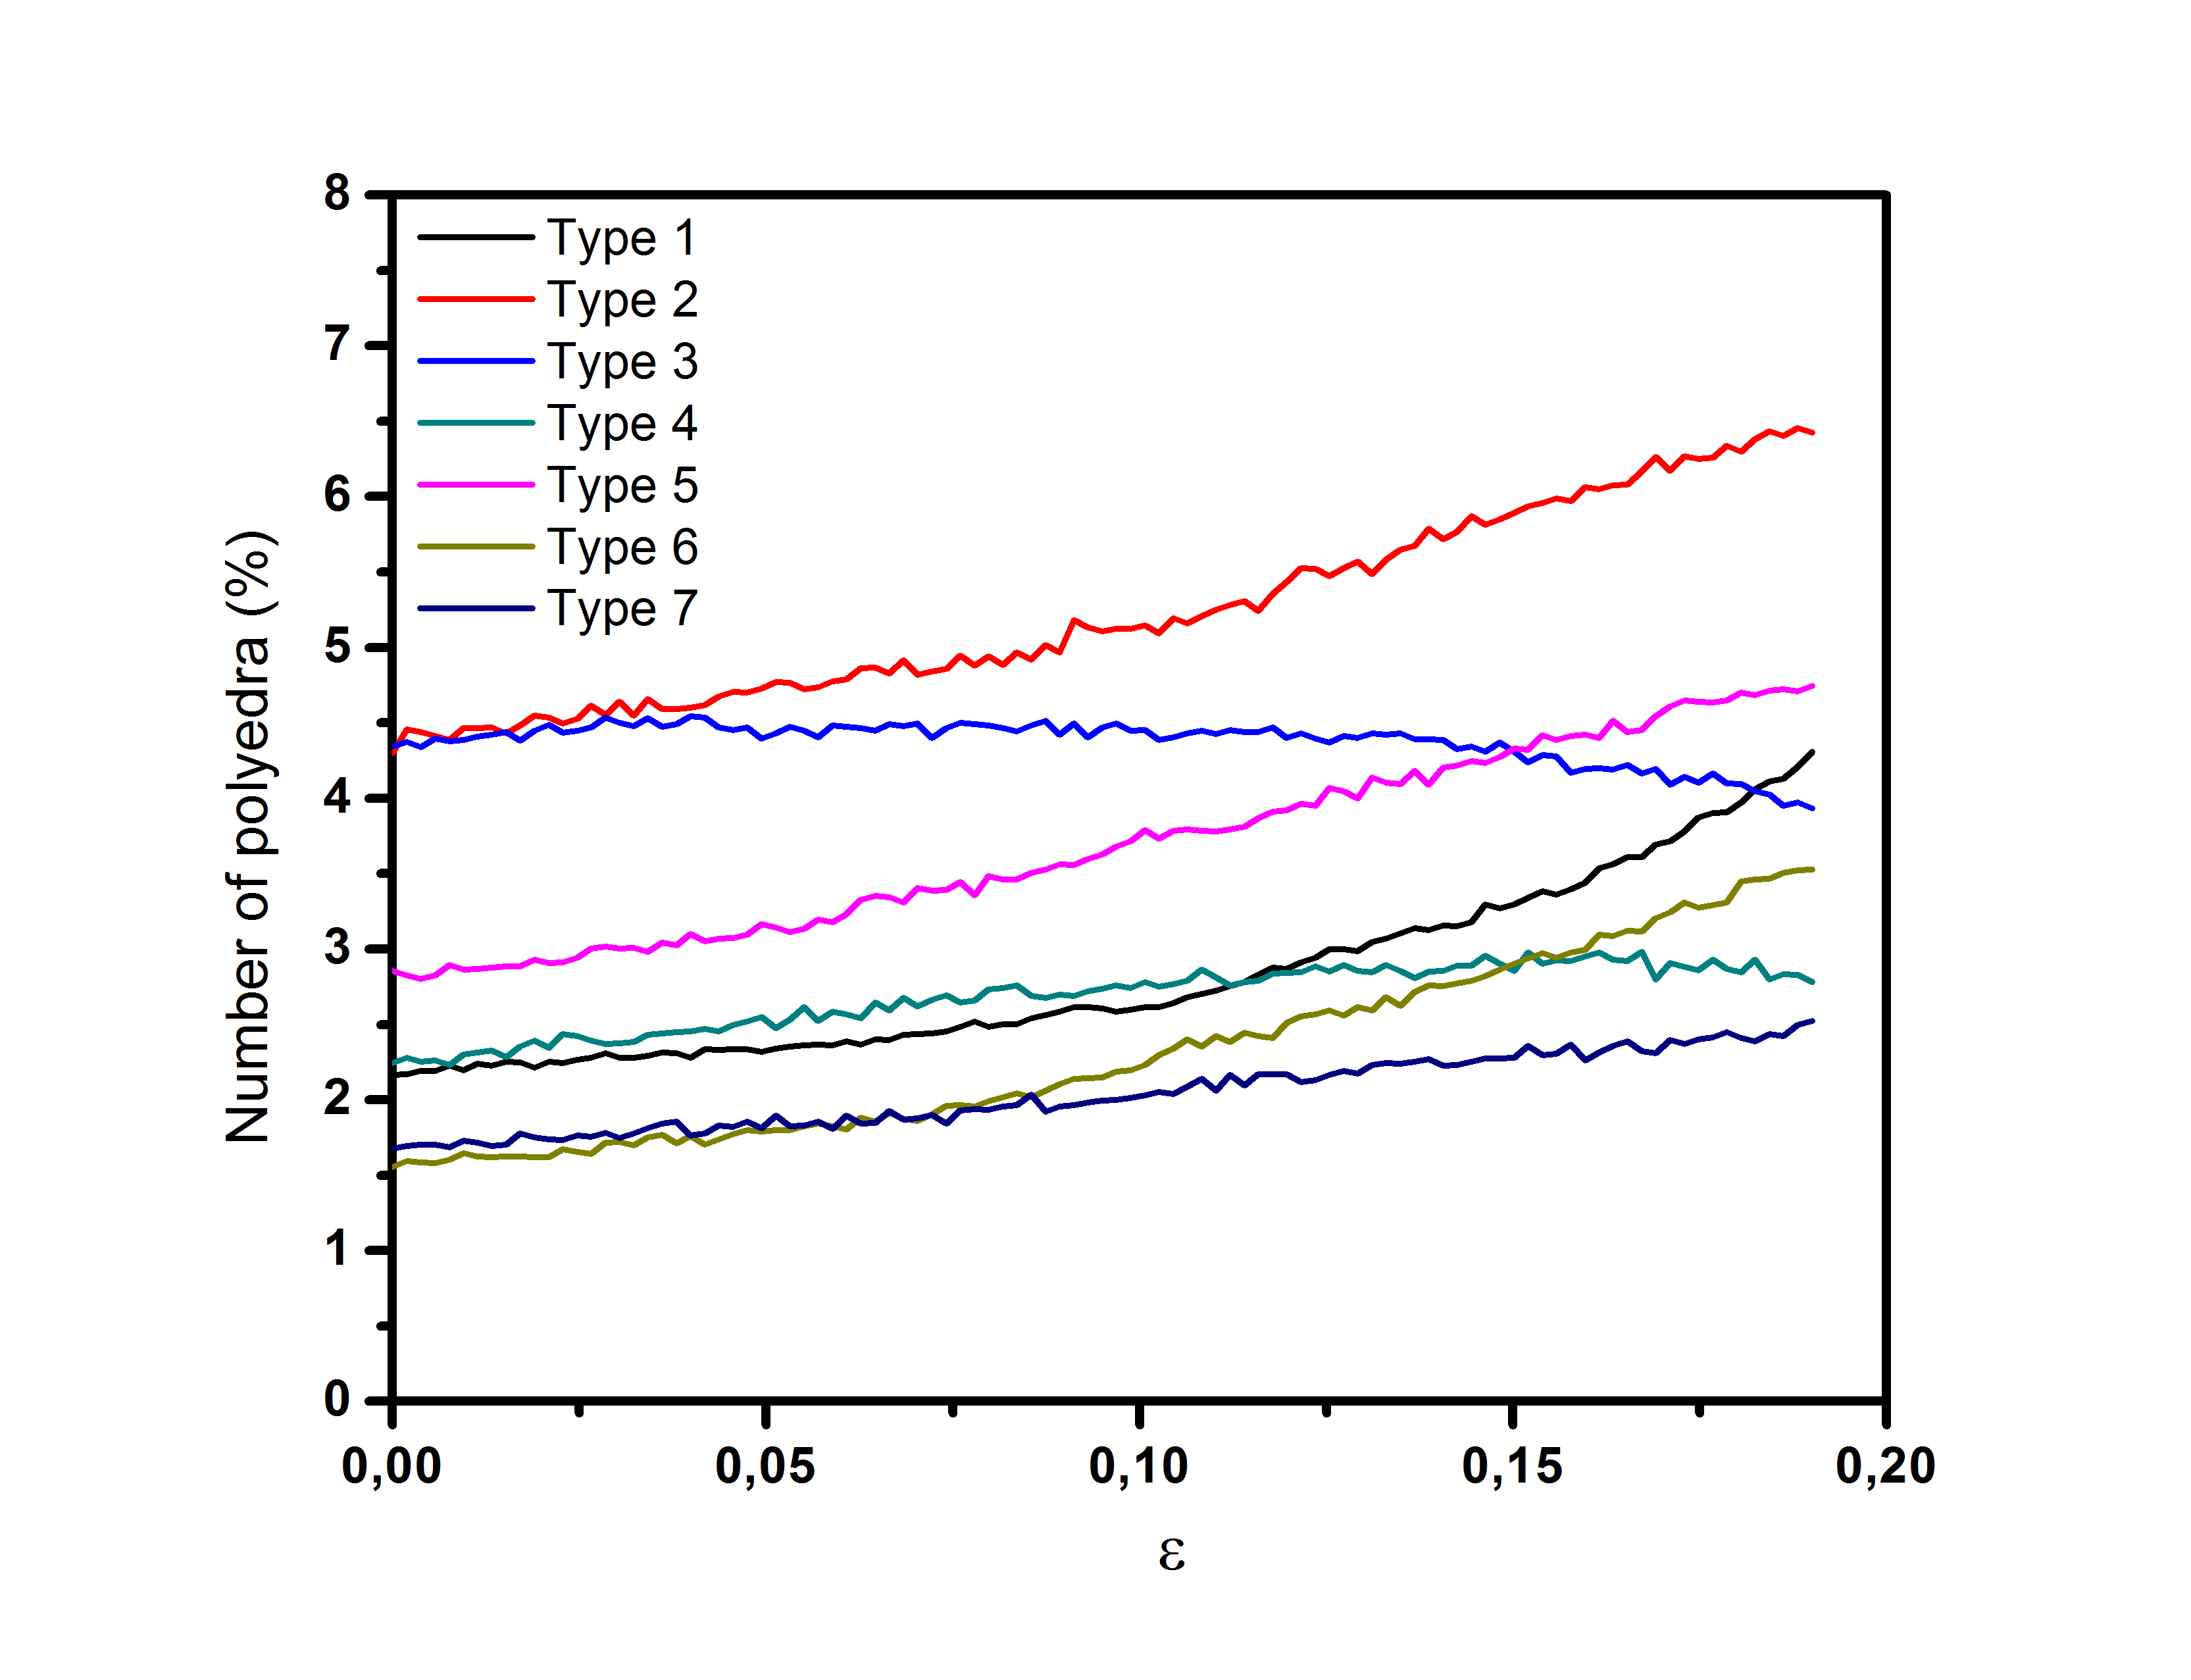 Number of polyedra (%)
8
7
6
5
4
3
2
1
0
Type 1
Type 2
Type 3
Type 4
Type 5
Type 6
Type 7
0,00 0,05 0,10 0,15 0,20
ε